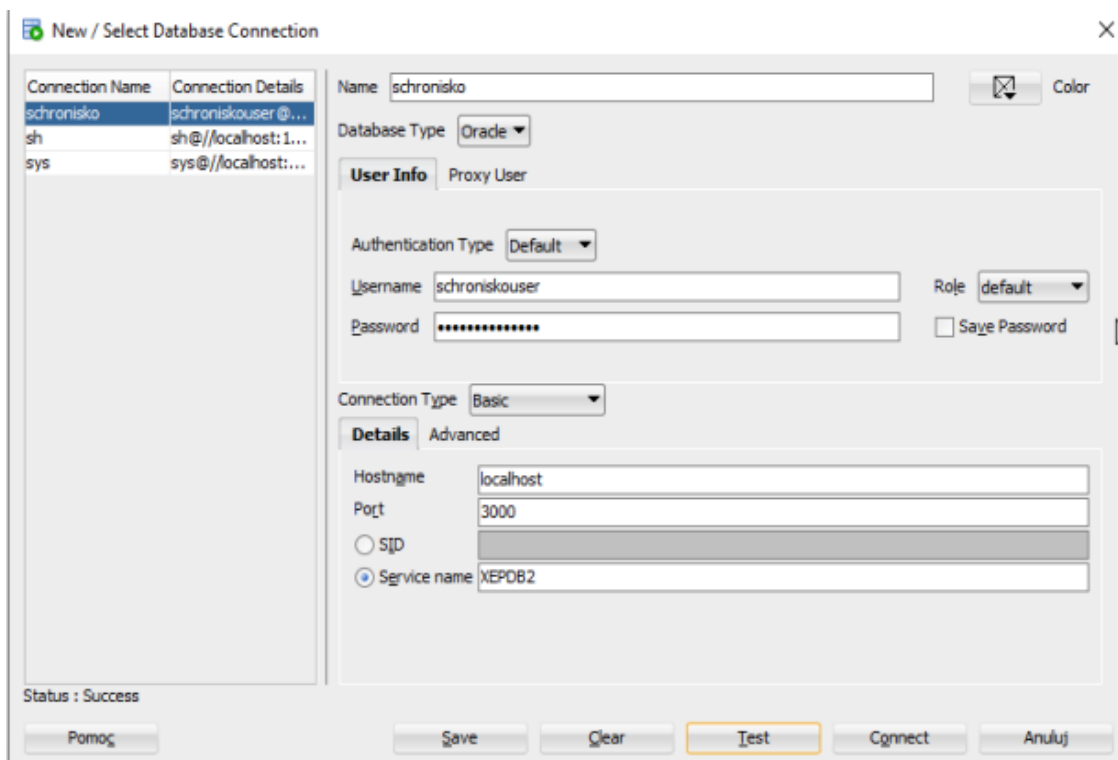 New / Select Database Connection
Connection Name Connection Details
schronisko schroniskouser@...
sh sh@//localhost:1...
sys sys@//localhost:...
Name schronisko Color
Database Type Oracle
User Info Proxy User
Authentication Type Default
Username schroniskouser Role default
Password •••••••••••••• Save Password
Connection Type Basic
Details Advanced
Hostname localhost
Port 3000
SID
Service name XEPDB2
Status : Success
Pomoc Save Clear Test Connect Anuluj